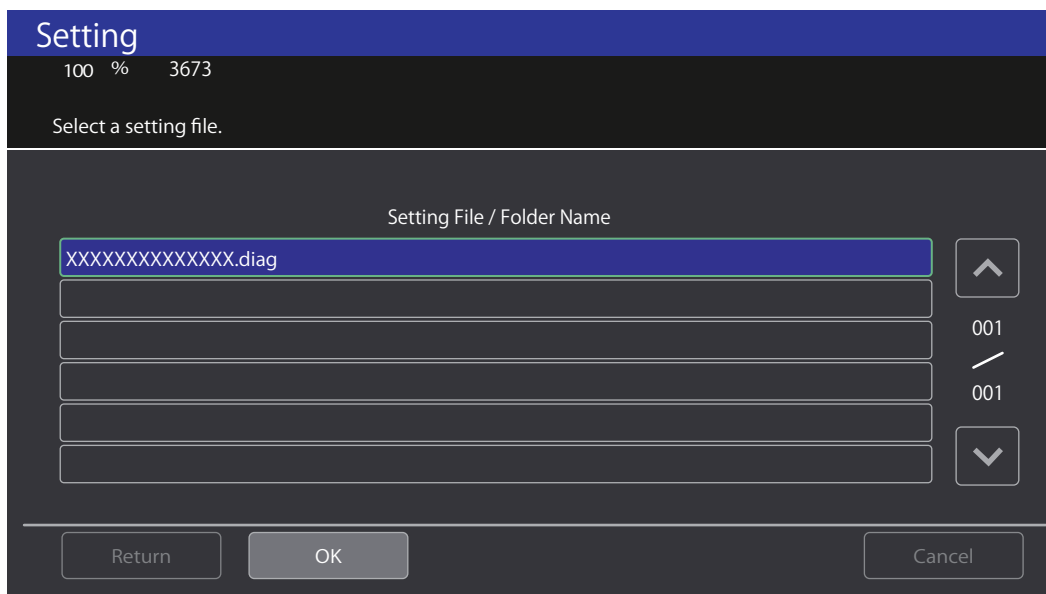 Setting
100 % 3673
Select a setting file.
Setting File / Folder Name
XXXXXXXXXXXXXX.diag
001
001
Return OK Cancel